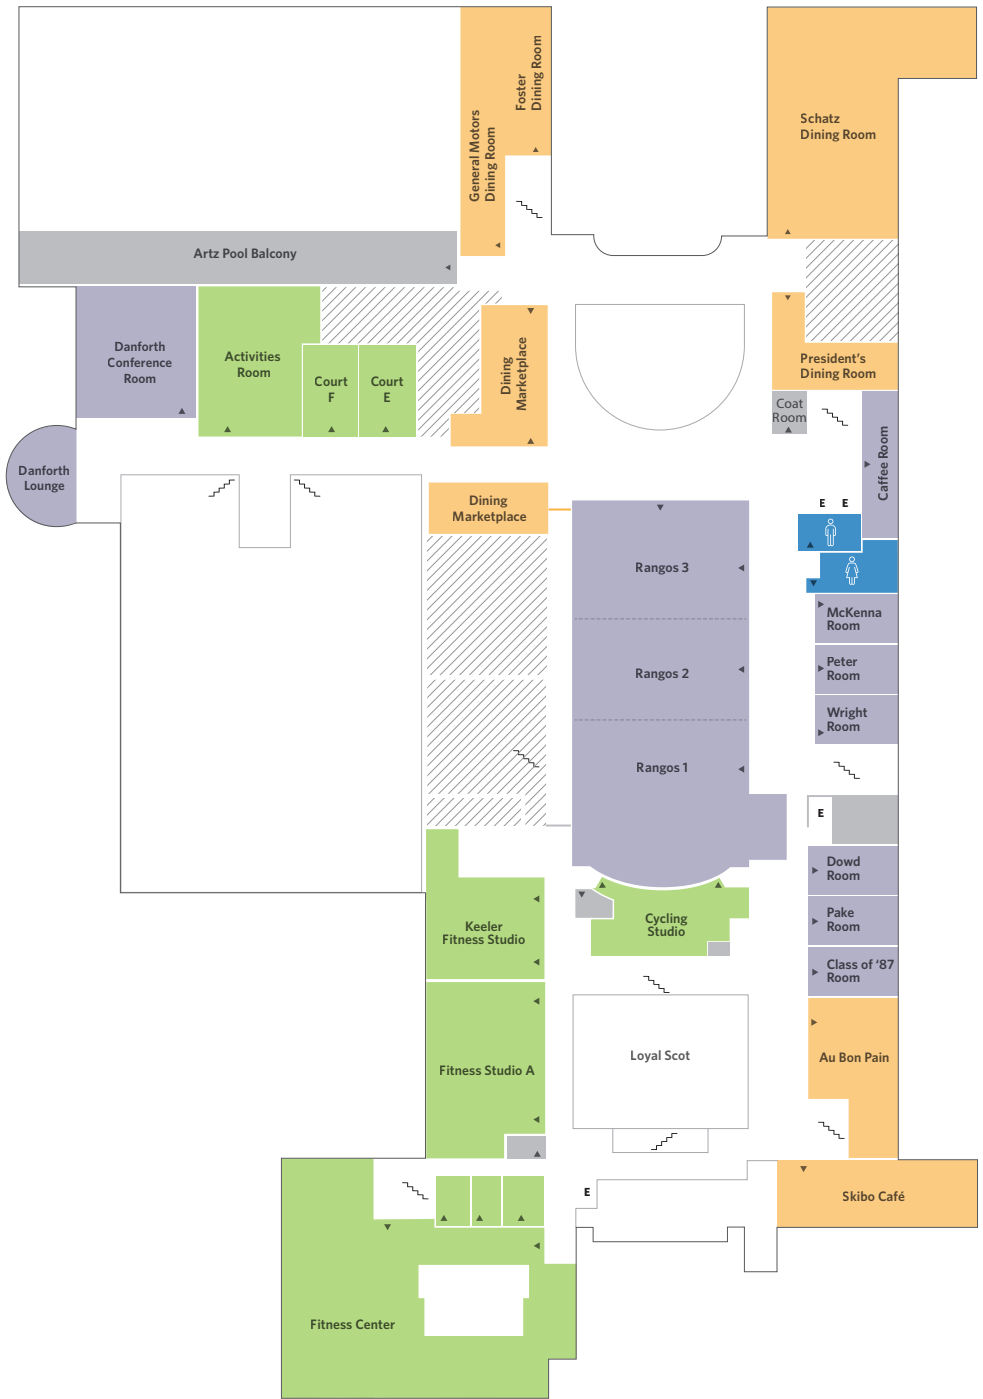 Foster
Dining Room
General Motors
Dining Room
Schatz
Dining Room
Artz Pool Balcony
Danforth
Conference
Room
Activities
Room
Court
F
Court
E
Dining
Marketplace
President's
Dining Room
Coat
Room
Caffee Room
Danforth
Lounge
Dining
Marketplace
E E
Rangos 3
McKenna
Room
Rangos 2
Peter
Room
Wright
Room
Rangos 1
E
Dowd
Room
Keeler
Fitness Studio
Cycling
Studio
Pake
Room
Class of ‘87
Room
Fitness Studio A
Loyal Scot
Au Bon Pain
E
Skibo Café
Fitness Center